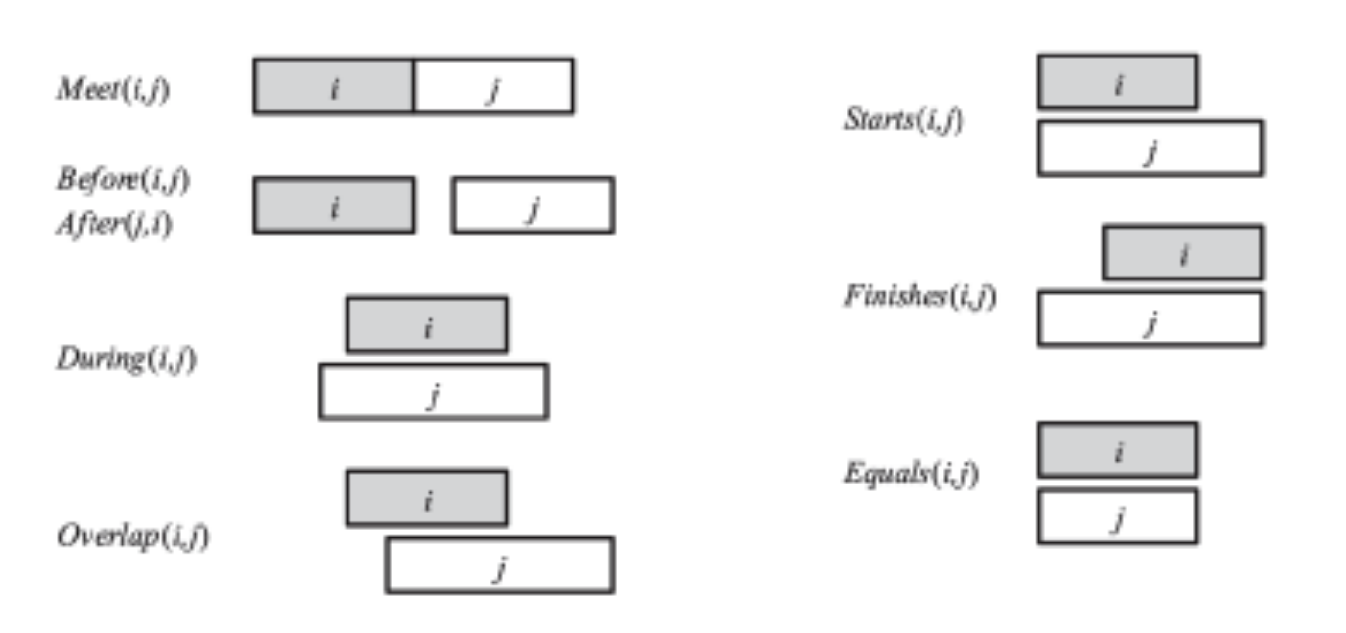 Meet(i,j)
i
j
Before(i,j)
After(j,i)
i
j
During(i,j)
i
j
Overlap(i,j)
i
j
Starts(i,j)
i
j
Finishes(i,j)
i
j
Equals(i,j)
i
j